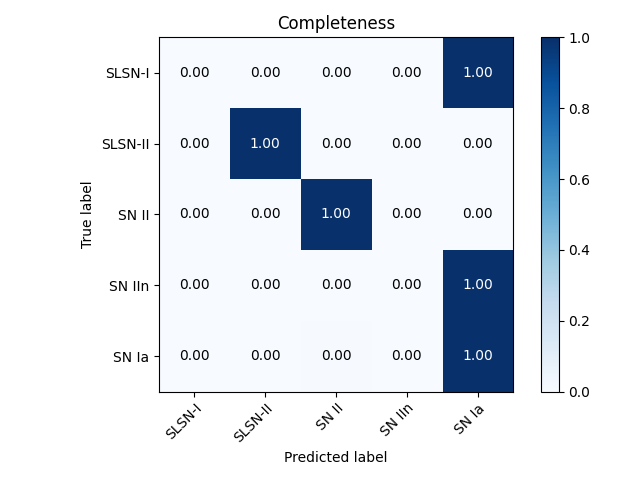 Completeness
True label
SLSN-I 0.00 0.00 0.00 0.00 1.00
SLSN-II 0.00 1.00 0.00 0.00 0.00
SN II 0.00 0.00 1.00 0.00 0.00
SN IIn 0.00 0.00 0.00 0.00 1.00
SN Ia 0.00 0.00 0.00 0.00 1.00
SLSN-I SLSN-II SN II SN IIn SN Ia
Predicted label
1.0
0.8
0.6
0.4
0.2
0.0